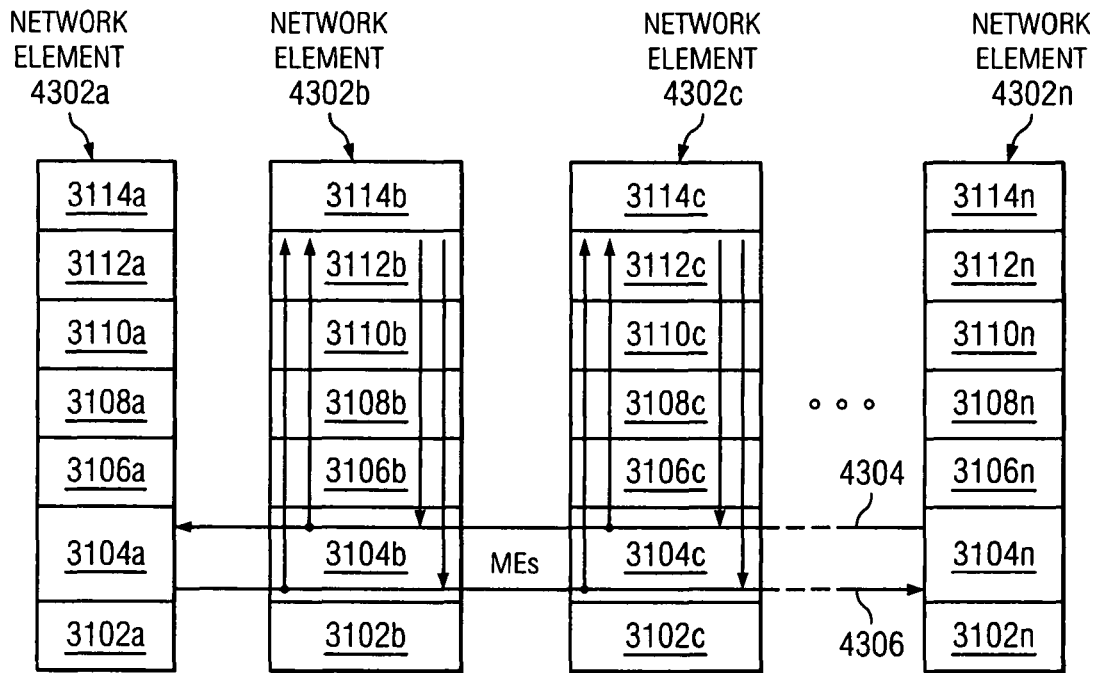 NETWORK
ELEMENT
4302a
NETWORK
ELEMENT
4302b
NETWORK
ELEMENT
4302c
NETWORK
ELEMENT
4302n
3114a
3114b
3114c
3114n
3112a
3112b
3112c
3112n
3110a
3110b
3110c
3110n
3108a
3108b
3108c
3108n
3106a
3106b
3106c
3106n
4304
3104a
3104b
MEs
3104c
3104n
4306
3102a
3102b
3102c
3102n